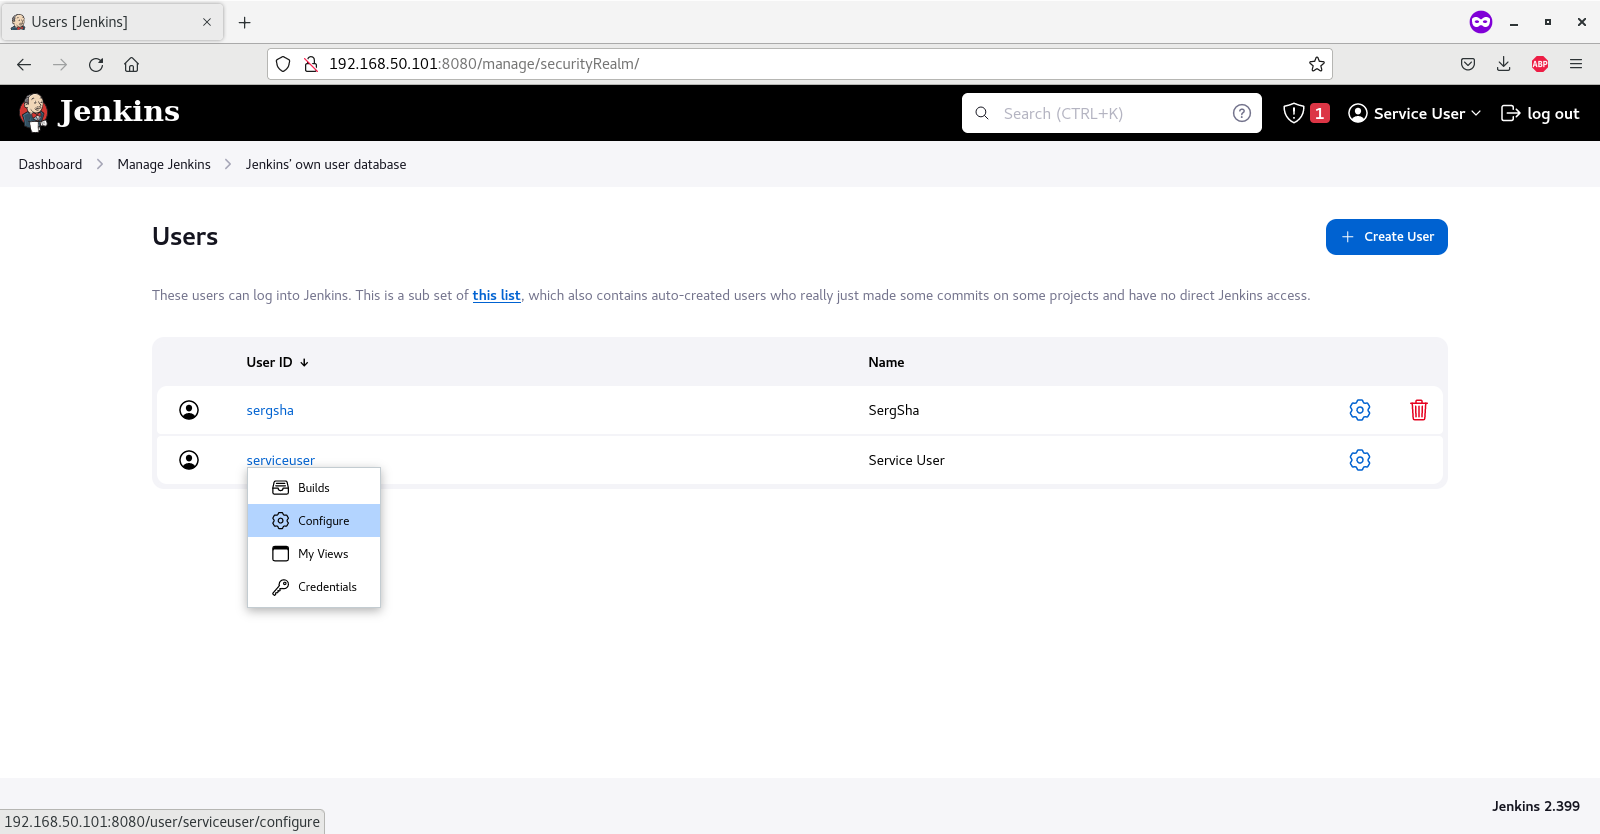 Users [Jenkins]
192.168.50.101:8080/manage/securityRealm/
ABP
Jenkins
Search (CTRL+K)
1
Service User
log out
Dashboard
Manage Jenkins
Jenkins' own user database
Users
Create User
These users can log into Jenkins. This is a sub set of this list, which also contains auto-created users who really just made some commits on some projects and have no direct Jenkins access.
User ID ↓
Name
sergsha
SergSha
serviceuser
Service User
Builds
Configure
My Views
Credentials
Jenkins 2.399
192.168.50.101:8080/user/serviceuser/configure